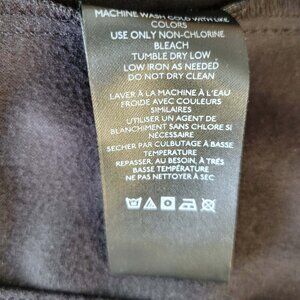 MACHINE WASH COLD WITH LIKE
COLORS
USE ONLY NON-CHLORINE
BLEACH
TUMBLE DRY LOW
LOW IRON AS NEEDED
DO NOT DRY CLEAN
LAVER À LA MACHINE À L'EAU
FROIDE AVEC COULEURS
SIMILAIRES
UTILISER UN AGENT DE
BLANCHIMENT SANS CHLORE SI
NÉCESSAIRE
SÉCHER PAR CULBUTAGE À BASSE
TEMPÉRATURE
REPASSER, AU BESOIN, À TRÈS
BASSE TEMPÉRATURE
NE PAS NETTOYER À SEC